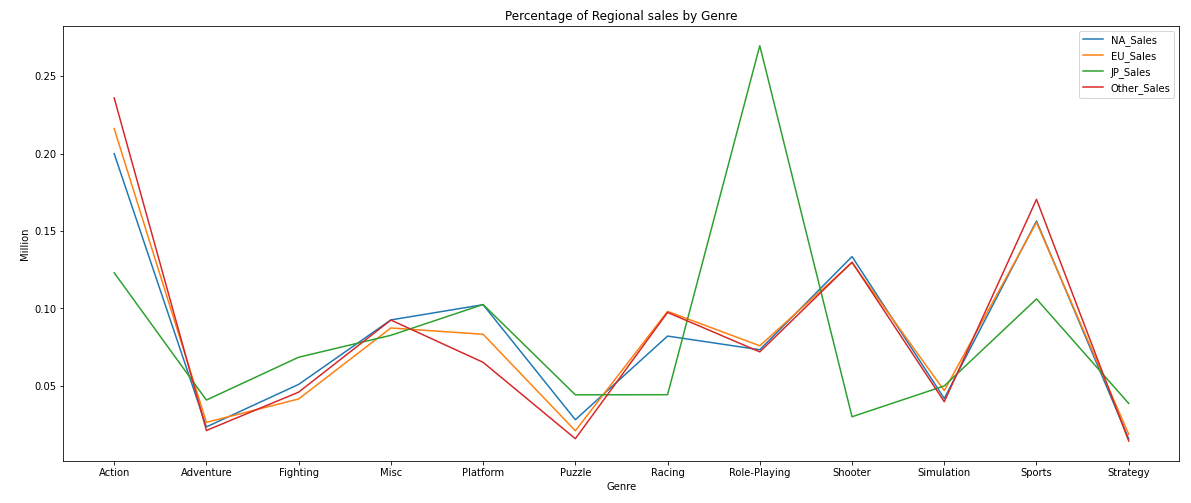 Percentage of Regional sales by Genre
NA_Sales
EU_Sales
JP_Sales
Other_Sales
Million
0.25
0.20
0.15
0.10
0.05
Action Adventure Fighting Misc Platform Puzzle Racing Role-Playing Shooter Simulation Sports Strategy
Genre